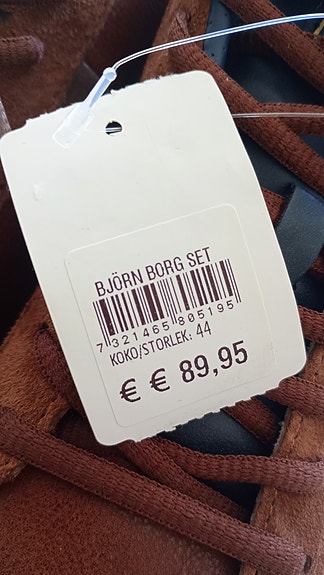 BJÖRN BORG SET
7 321465 805195
KOKO/STORLEK: 44
€ € 89,95